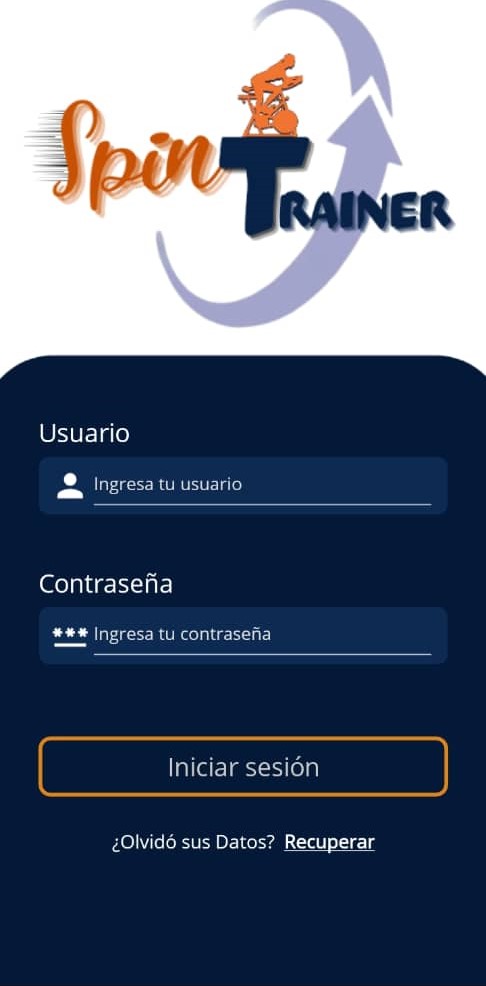 Spin
TRAINER
Usuario
Ingresa tu usuario
Contraseña
*** Ingresa tu contraseña
Iniciar sesión
¿Olvidó sus Datos? Recuperar